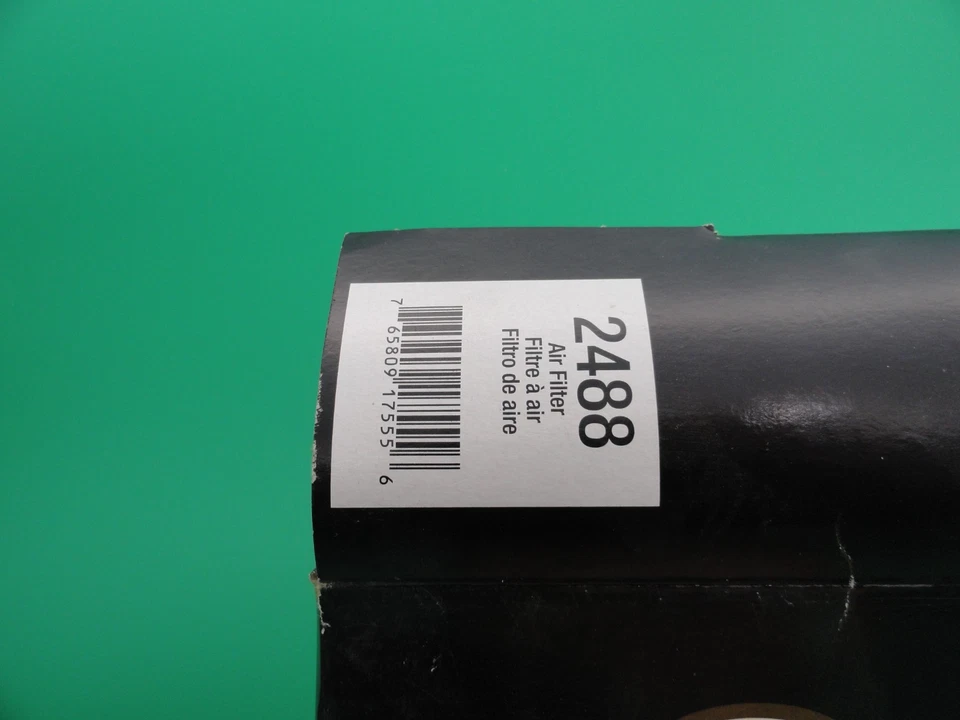 2488
Air Filter
Filtre à air
Filtro de aire
7 65809 17555 6